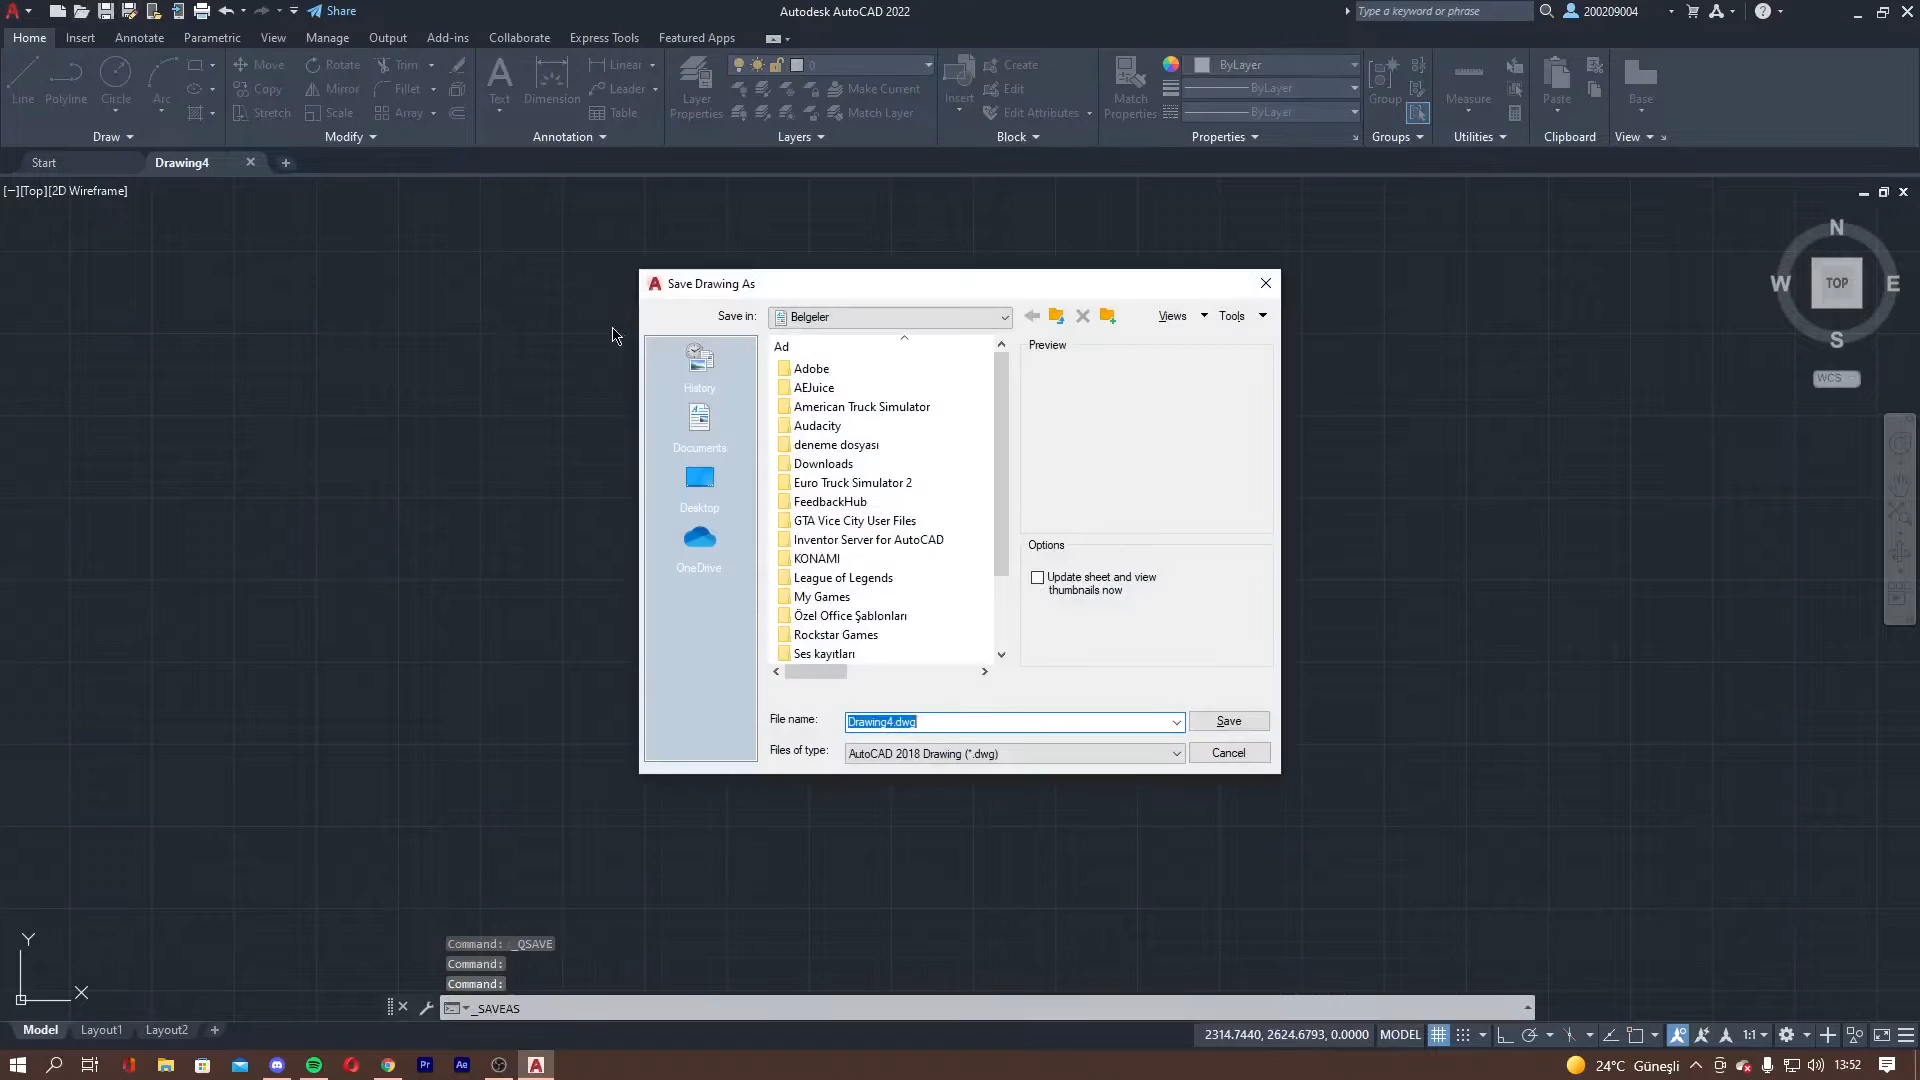 Share
Autodesk AutoCAD 2022
Type a keyword or phrase
200209004
Home Insert Annotate Parametric View Manage Output Add-ins Collaborate Express Tools Featured Apps
Line Polyline Circle Arc
Move Rotate Trim
Copy Mirror Fillet
Stretch Scale Array
Text Dimension
Linear
Leader
Table
Layer
Properties
0
Make Current
Match Layer
Insert
Create
Edit
Edit Attributes
Match
Properties
ByLayer
ByLayer
ByLayer
Group
Measure
Paste
Base
Draw Modify Annotation Layers Block Properties Groups Utilities Clipboard View
Start Drawing4
[−][Top][2D Wireframe]
N
W TOP E
S
WCS
Save Drawing As
Save in: Belgeler
Views Tools
History
Documents
Desktop
OneDrive
Ad
Adobe
AEJuice
American Truck Simulator
Audacity
deneme dosyası
Downloads
Euro Truck Simulator 2
FeedbackHub
GTA Vice City User Files
Inventor Server for AutoCAD
KONAMI
League of Legends
My Games
Özel Office Şablonları
Rockstar Games
Ses kayıtları
Preview
Options
Update sheet and view
thumbnails now
File name: Drawing4.dwg Save
Files of type: AutoCAD 2018 Drawing (*.dwg) Cancel
Y
X
Command: _QSAVE
Command:
Command:
_SAVEAS
Model Layout1 Layout2
2314.7440, 2624.6793, 0.0000 MODEL 1:1
Pr Ae A
24°C Güneşli 13:52